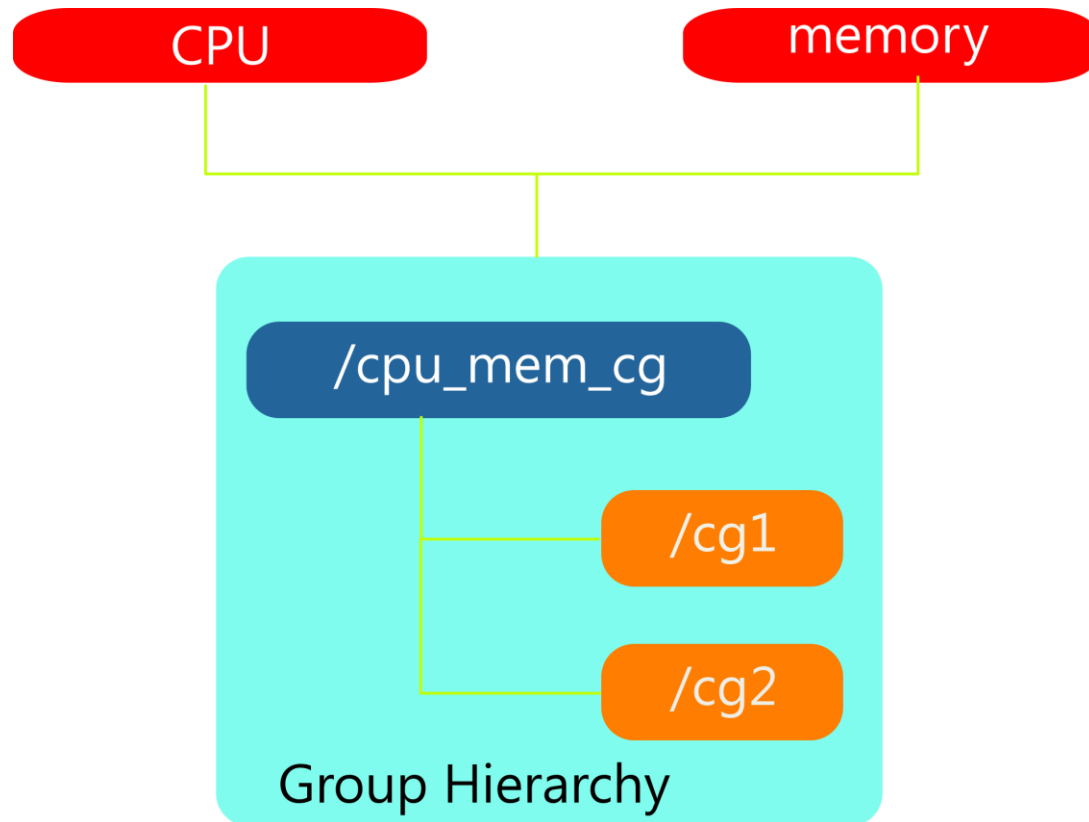 CPU
memory
/cpu_mem_cg
/cg1
/cg2
Group Hierarchy